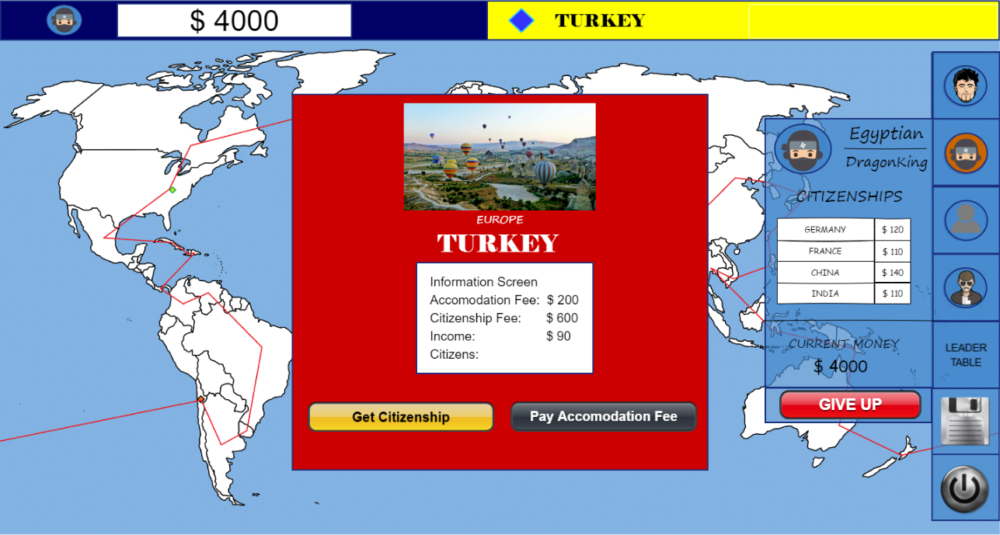 $ 4000
TURKEY
EUROPE
TURKEY
Information Screen
Accomodation Fee: $ 200
Citizenship Fee: $ 600
Income: $ 90
Citizens:
Get Citizenship
Pay Accomodation Fee
Egyptian
DragonKing
CITIZENSHIPS
GERMANY $ 120
FRANCE $ 110
CHINA $ 140
INDIA $ 110
CURRENT MONEY
$ 4000
GIVE UP
LEADER
TABLE